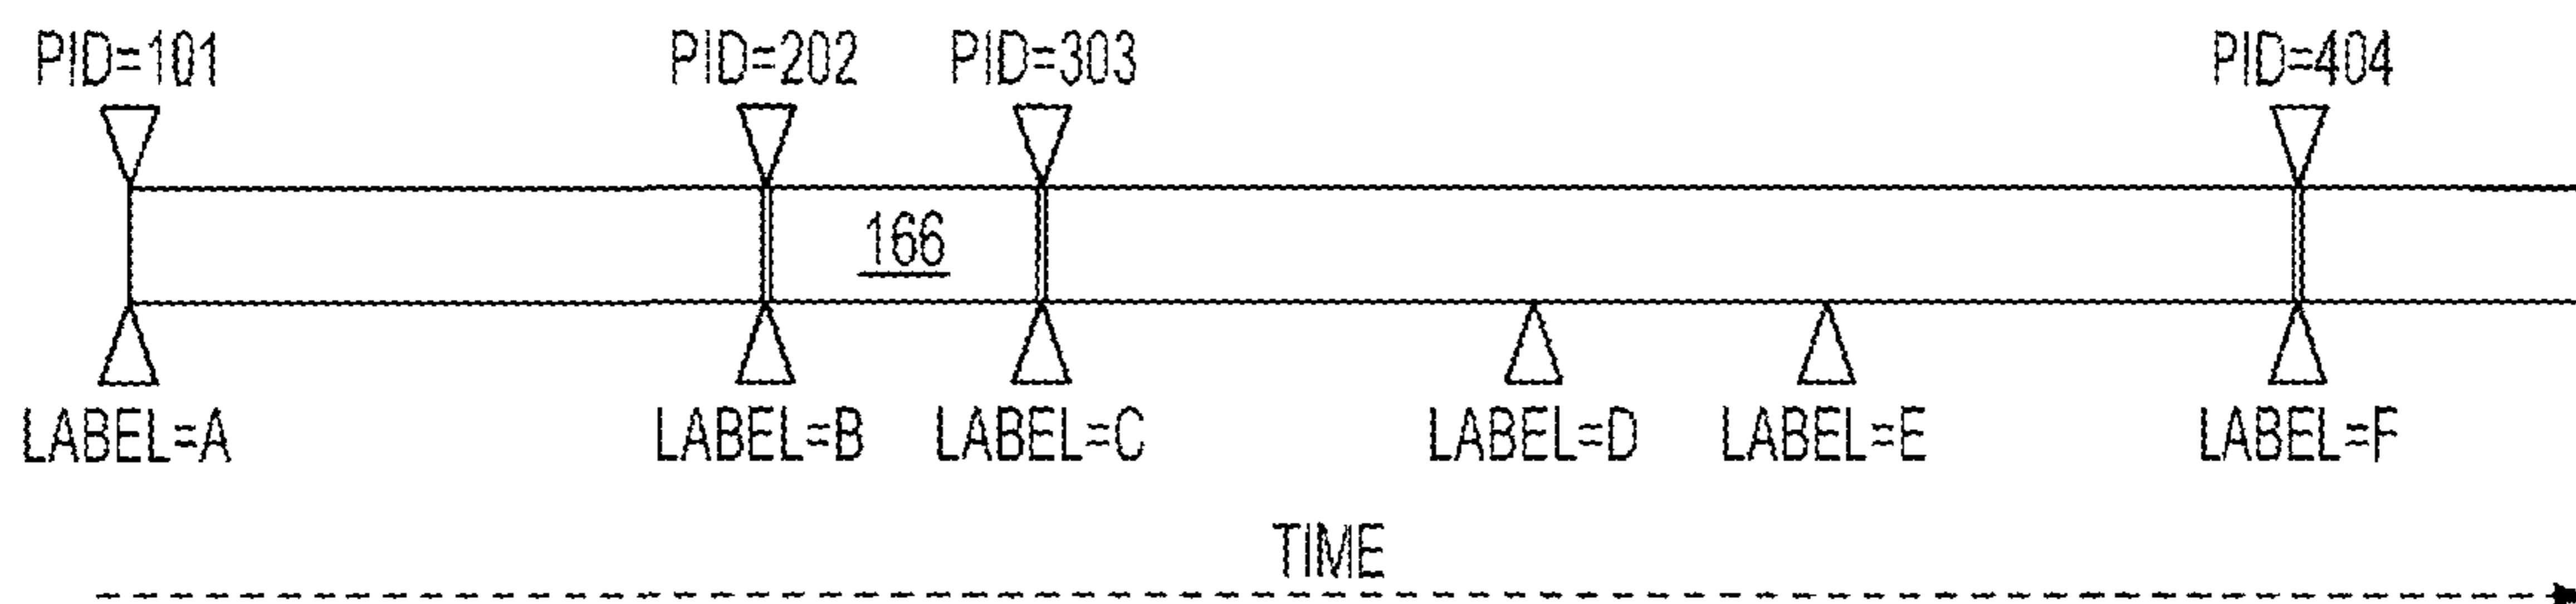 PID=101 PID=202 PID=303 PID=404
166
LABEL=A LABEL=B LABEL=C LABEL=D LABEL=E LABEL=F
TIME